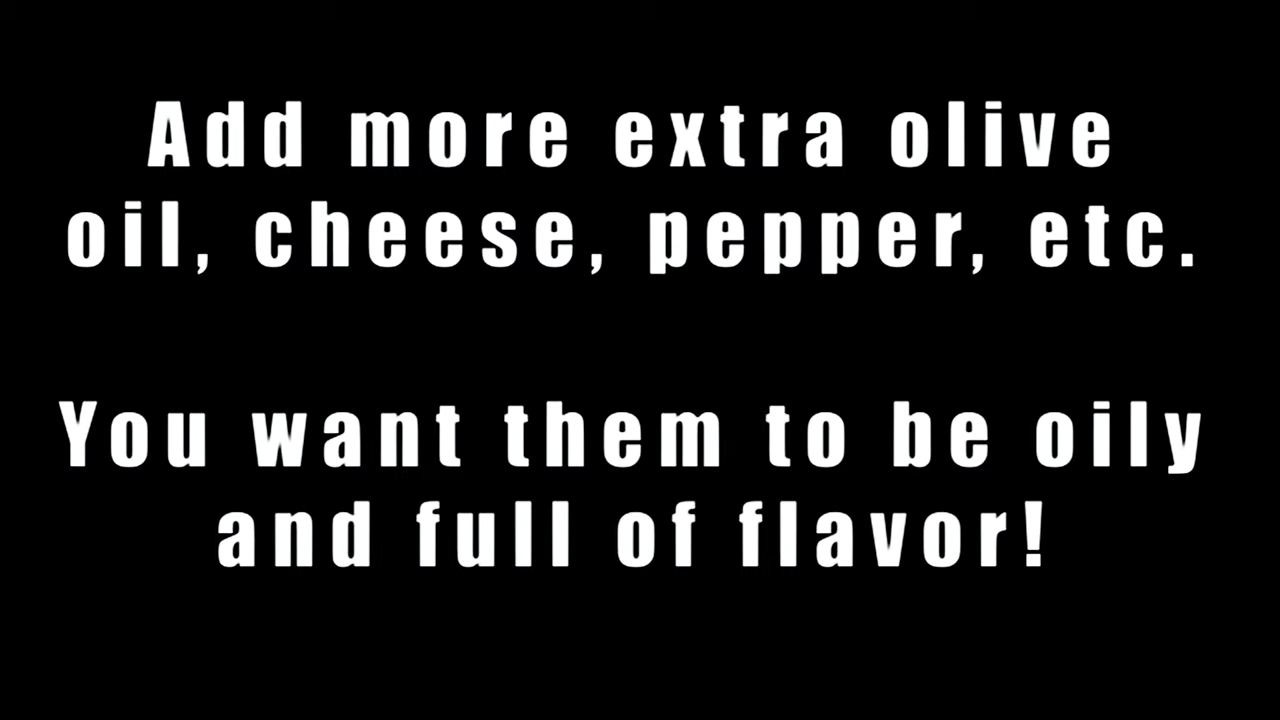 Add more extra olive
oil, cheese, pepper, etc.
You want them to be oily
and full of flavor!